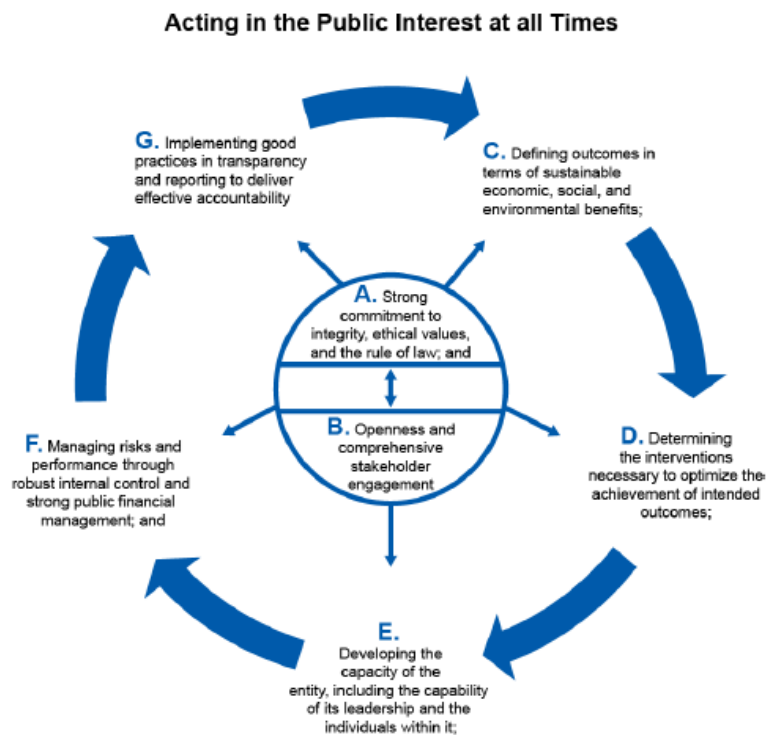 Acting in the Public Interest at all Times
G. Implementing good
practices in transparency
and reporting to deliver
effective accountability
C. Defining outcomes in
terms of sustainable
economic, social, and
environmental benefits;
A. Strong
commitment to
integrity, ethical values,
and the rule of law; and
B. Openness and
comprehensive
stakeholder
engagement
F. Managing risks and
performance through
robust internal control and
strong public financial
management; and
D. Determining
the interventions
necessary to optimize the
achievement of intended
outcomes;
E.
Developing the
capacity of the
entity, including the capability
of its leadership and the
individuals within it;